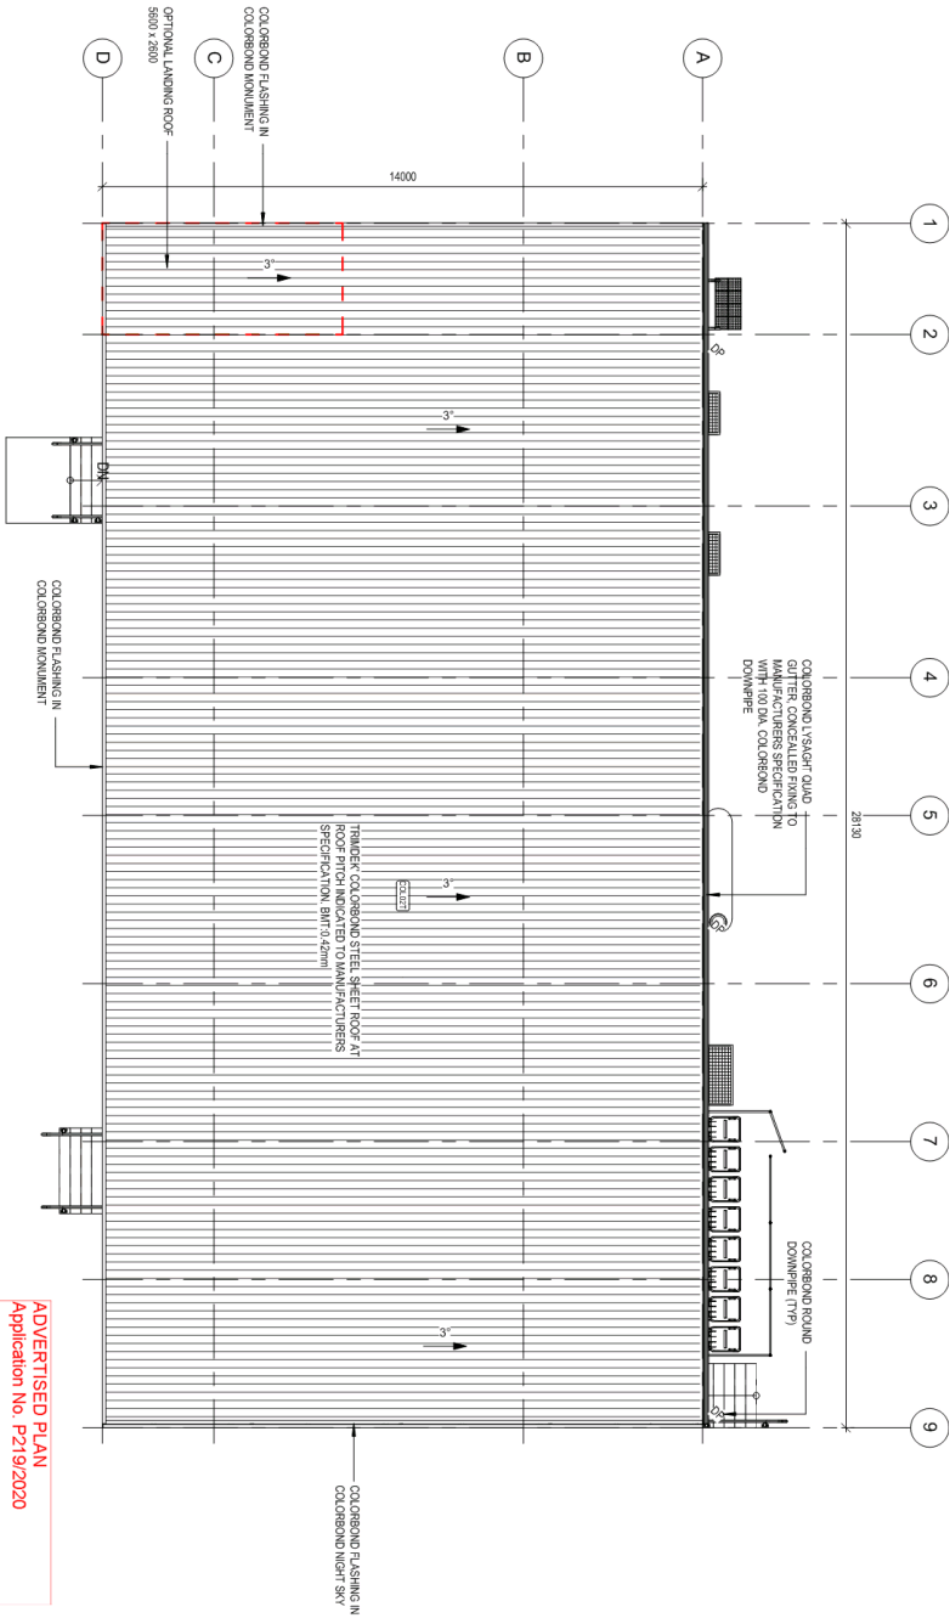 1
2
3
4
5
6
7
8
9
A
B
C
D
28130
14000
COLORBOND FLASHING IN
COLORBOND MONUMENT
OPTIONAL LANDING ROOF
5600 x 2600
3°
3°
3°
3°
DP
DP
DP
DN
COLORBOND LYSAGHT QUAD
GUTTER, CONCEALLED FIXING TO
MANUFACTURERS SPECIFICATION
WITH 100 DIA. COLORBOND
DOWNPIPE
COLORBOND ROUND
DOWNPIPE (TYP)
TRIMDEK' COLORBOND STEEL SHEET ROOF AT
ROOF PITCH INDICATED TO MANUFACTURERS
SPECIFICATION. BMT:0.42mm
COL02T
COLORBOND FLASHING IN
COLORBOND MONUMENT
COLORBOND FLASHING IN
COLORBOND NIGHT SKY
ADVERTISED PLAN
Application No. P219/2020